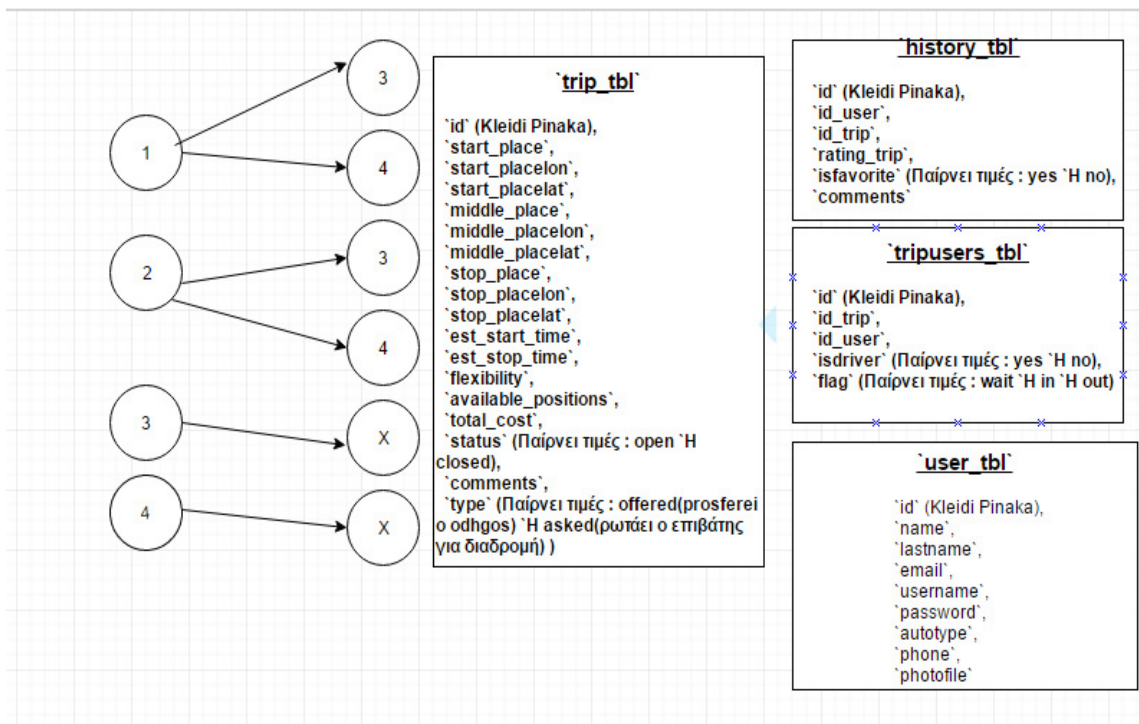 1
3
4
2
3
4
3
X
4
X
`trip_tbl`
`id` (Kleidi Pinaka),
`start_place`,
`start_placelon`,
`start_placelat`,
`middle_place`,
`middle_placelon`,
`middle_placelat`,
`stop_place`,
`stop_placelon`,
`stop_placelat`,
`est_start_time`,
`est_stop_time`,
`flexibility`,
`available_positions`,
`total_cost`,
`status` (Παίρνει τιμές : open `Η
closed),
`comments`,
`type` (Παίρνει τιμές : offered(prosferei
o odhgos) `Η asked(ρωτάει ο επιβάτης
για διαδρομή) )
`history_tbl`
`id` (Kleidi Pinaka),
`id_user`,
`id_trip`,
`rating_trip`,
`isfavorite` (Παίρνει τιμές : yes `Η no),
`comments`
`tripusers_tbl`
`id` (Kleidi Pinaka),
`id_trip`,
`id_user`,
`isdriver` (Παίρνει τιμές : yes `Η no),
`flag` (Παίρνει τιμές : wait `Η in `Η out)
`user_tbl`
`id` (Kleidi Pinaka),
`name`,
`lastname`,
`email`,
`username`,
`password`,
`autotype`,
`phone`,
`photofile`